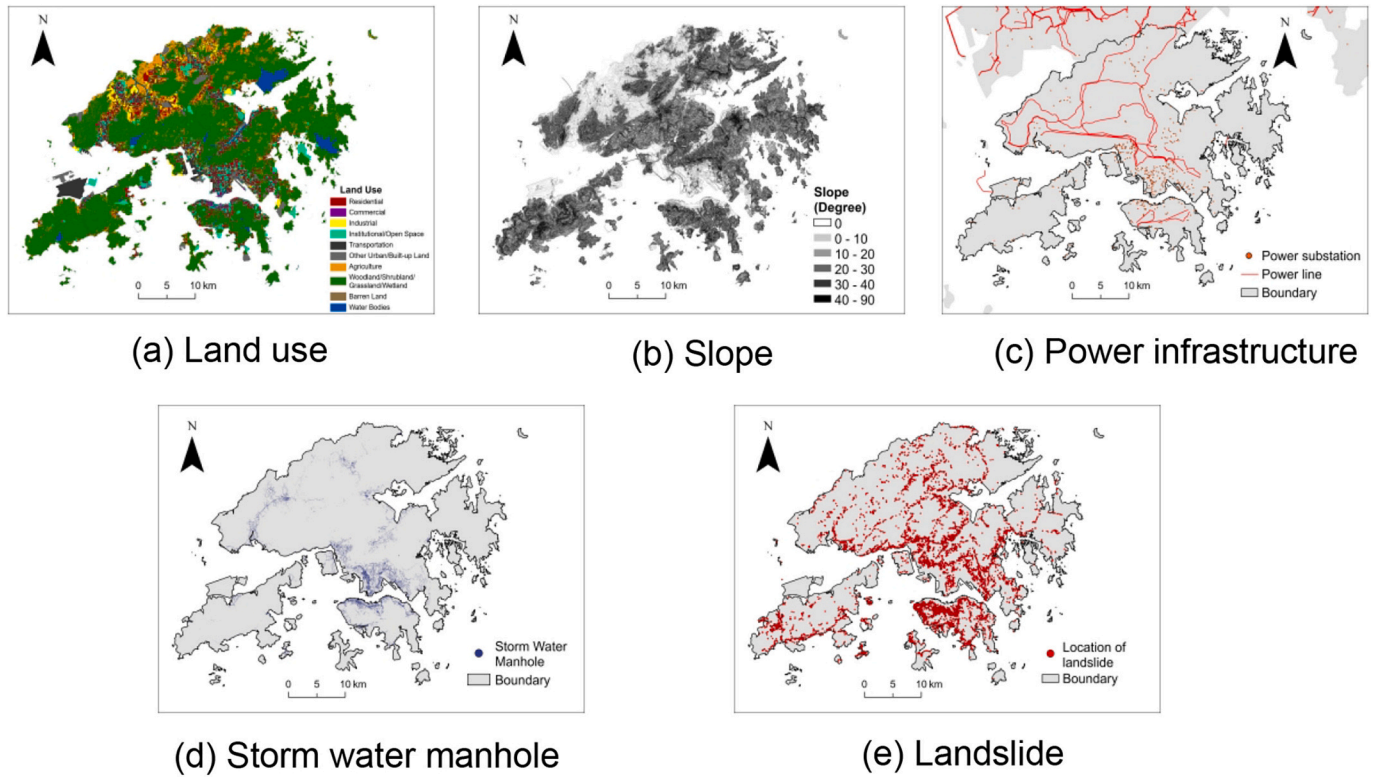 N
Land Use
Residential
Commercial
Industrial
Institutional/Open Space
Transportation
Other Urban/Built-up Land
Agriculture
Woodland/Shrubland/
Grassland/Wetland
Barren Land
Water Bodies
0 5 10 km
(a) Land use
N
Slope
(Degree)
0
0 - 10
10 - 20
20 - 30
30 - 40
40 - 90
0 5 10 km
(b) Slope
N
Power substation
Power line
Boundary
0 5 10 km
(c) Power infrastructure
N
Storm Water
Manhole
Boundary
0 5 10 km
(d) Storm water manhole
N
Location of
landslide
Boundary
0 5 10 km
(e) Landslide